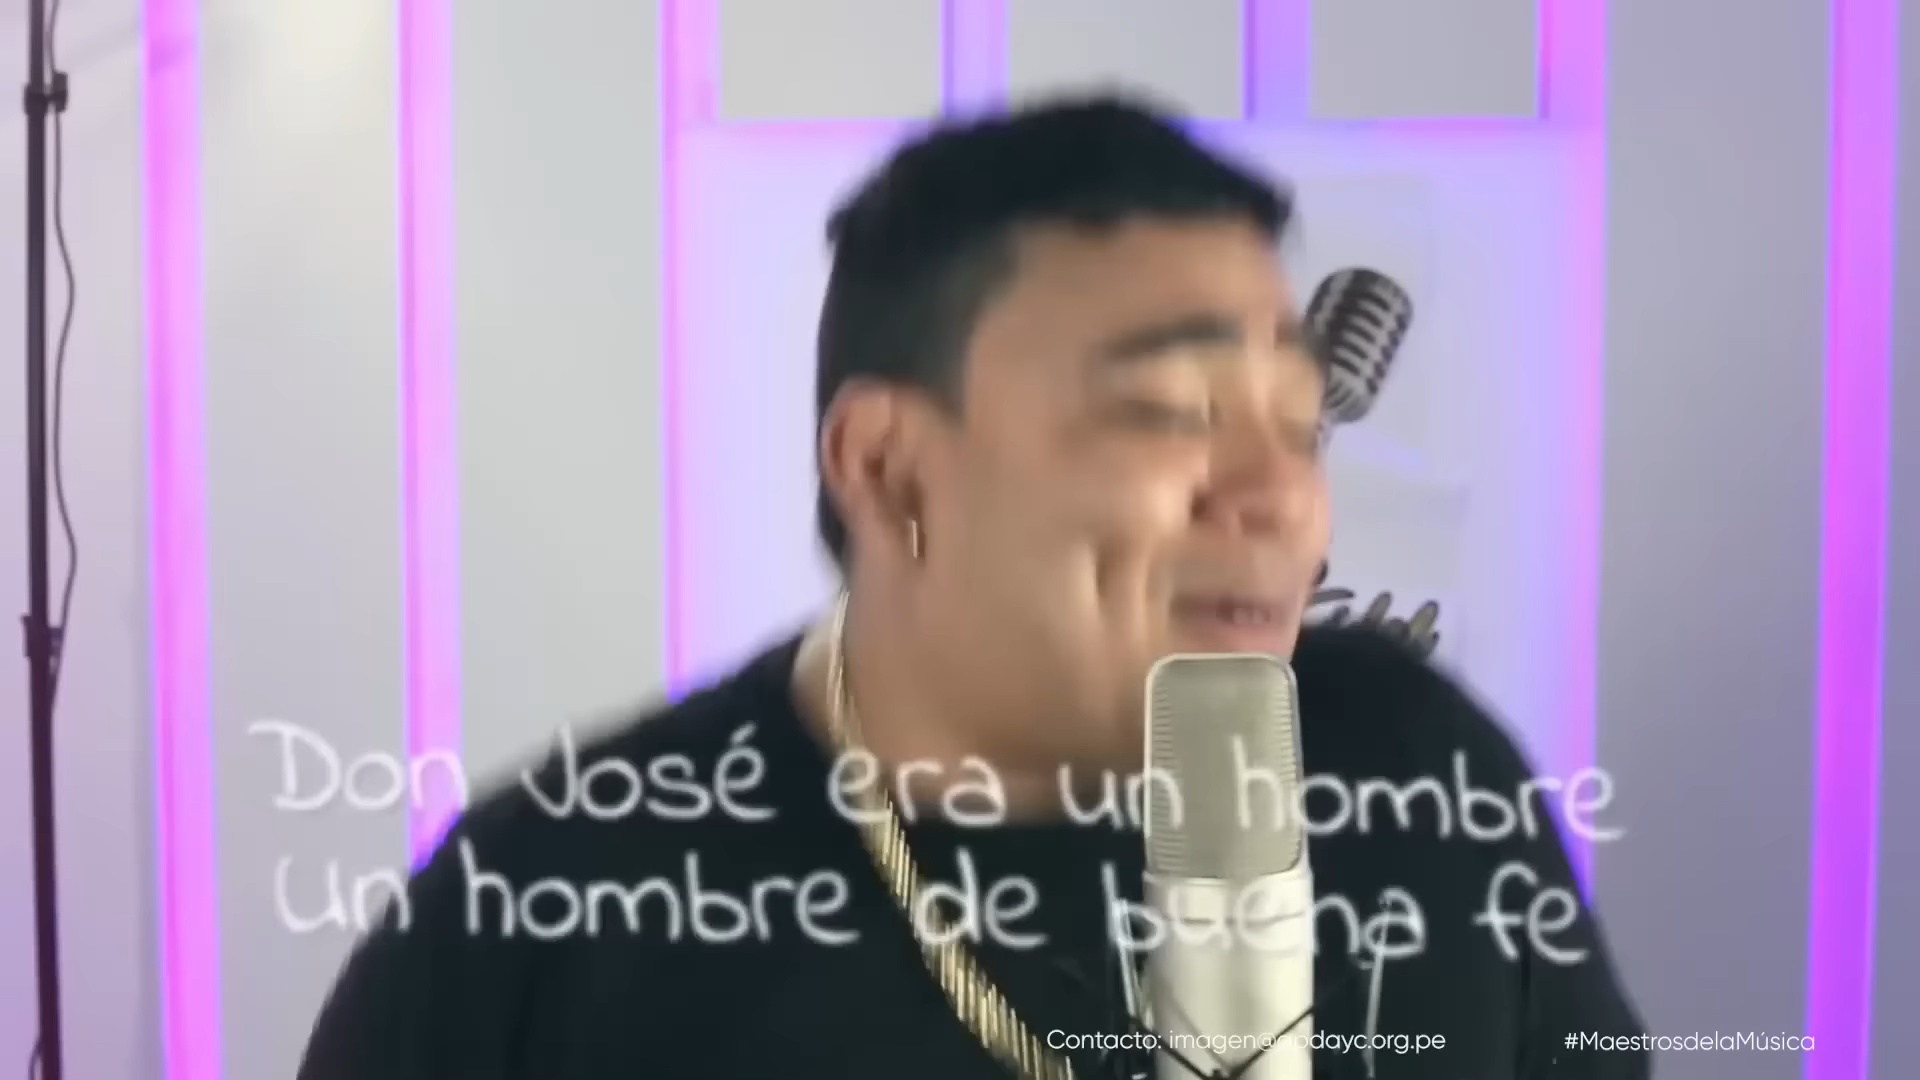 Don José era un hombre
un hombre de buena fe
Contacto: imagen@apdayc.org.pe
#MaestrosdelaMúsica